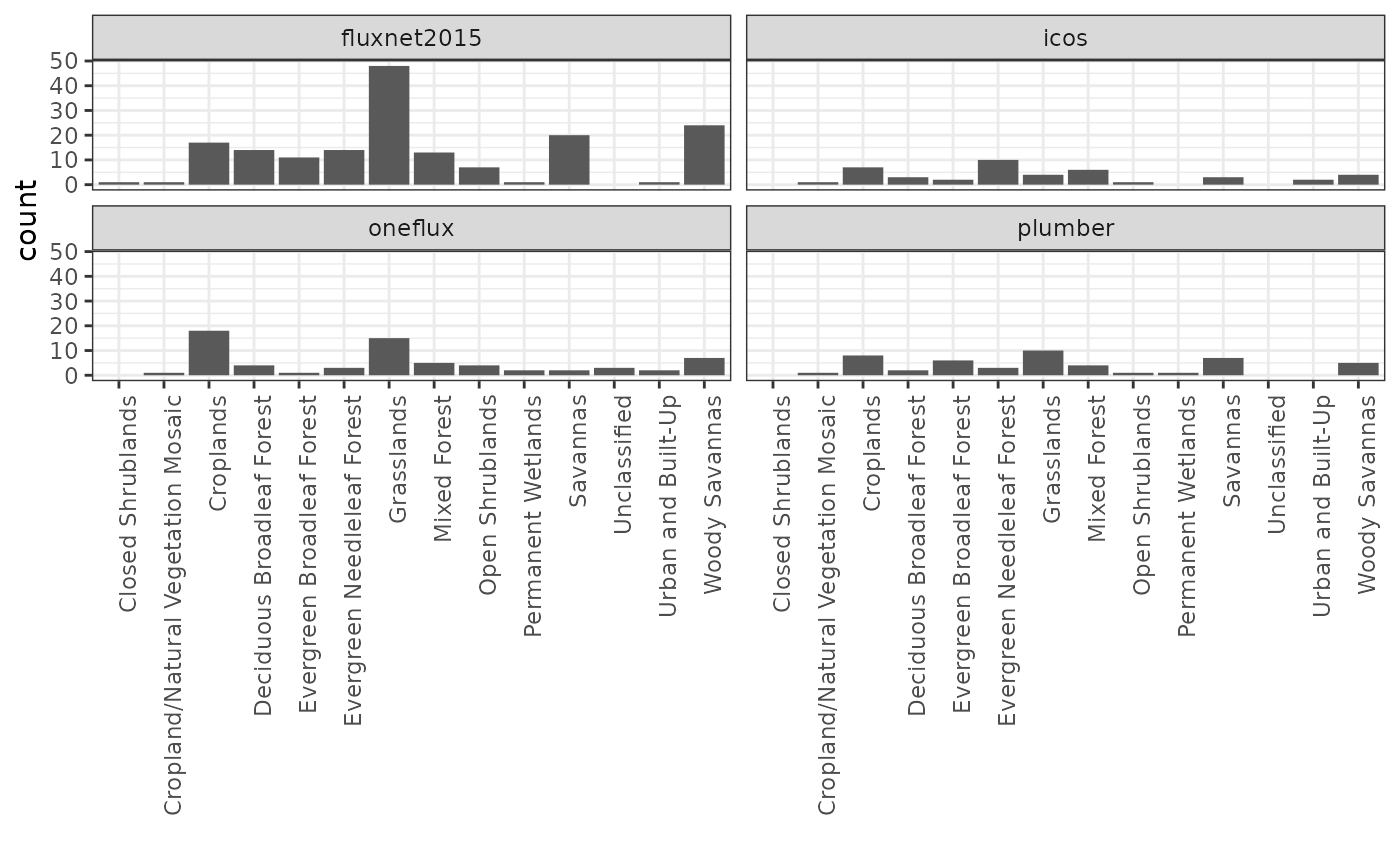 fluxnet2015
icos
50
40
30
20
10
0
count
oneflux
plumber
50
40
30
20
10
0
Closed Shrublands
Cropland/Natural Vegetation Mosaic
Croplands
Deciduous Broadleaf Forest
Evergreen Broadleaf Forest
Evergreen Needleleaf Forest
Grasslands
Mixed Forest
Open Shrublands
Permanent Wetlands
Savannas
Unclassified
Urban and Built-Up
Woody Savannas
Closed Shrublands
Cropland/Natural Vegetation Mosaic
Croplands
Deciduous Broadleaf Forest
Evergreen Broadleaf Forest
Evergreen Needleleaf Forest
Grasslands
Mixed Forest
Open Shrublands
Permanent Wetlands
Savannas
Unclassified
Urban and Built-Up
Woody Savannas